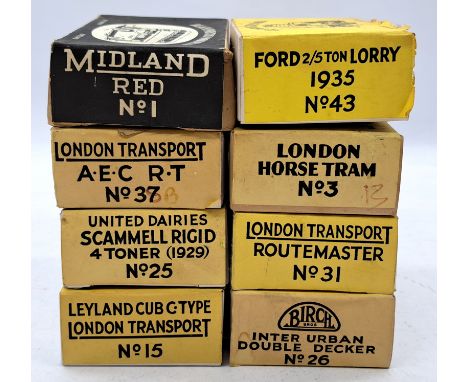 MIDLAND
RED
Nº1
FORD 2/5 TON LORRY
1935
Nº43
LONDON TRANSPORT
A·E·C R·T
Nº37
LONDON
HORSE TRAM
Nº3
UNITED DAIRIES
SCAMMELL RIGID
4 TONER (1929)
Nº25
LONDON TRANSPORT
ROUTEMASTER
Nº31
LEYLAND CUB G TYPE
LONDON TRANSPORT
Nº15
BIRCH
BROS
INTER URBAN
DOUBLE DECKER
Nº26